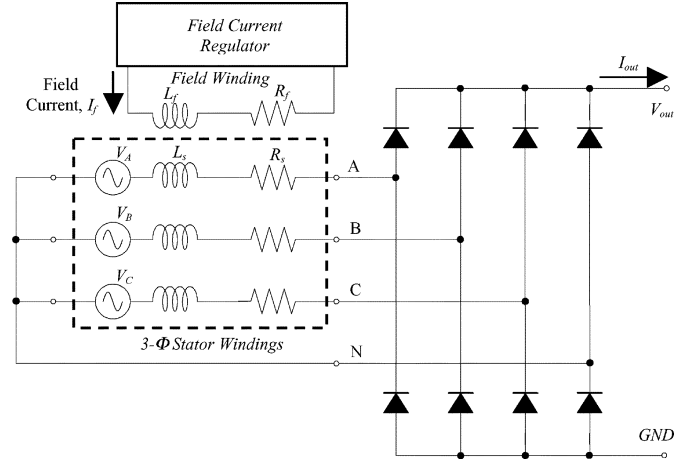 Field Current
Regulator
Field Winding
Field
Current, If
Lf
Rf
Iout
Vout
VA
Ls
Rs
A
VB
B
VC
C
3-Φ Stator Windings
N
GND